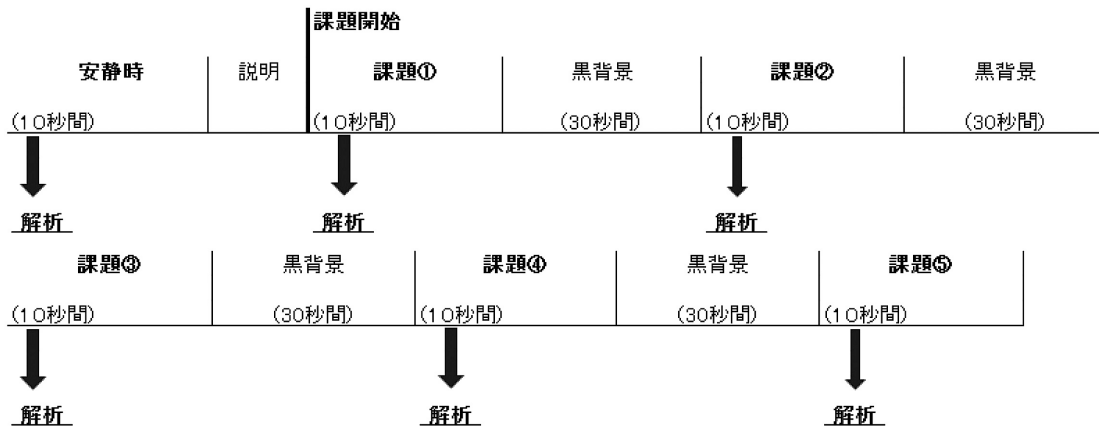 課題開始
安静時 説明 課題① 黒背景 課題② 黒背景
(10秒間) (10秒間) (30秒間) (10秒間) (30秒間)
解析 解析 解析
課題③ 黒背景 課題④ 黒背景 課題⑤
(10秒間) (30秒間) (10秒間) (30秒間) (10秒間)
解析 解析 解析